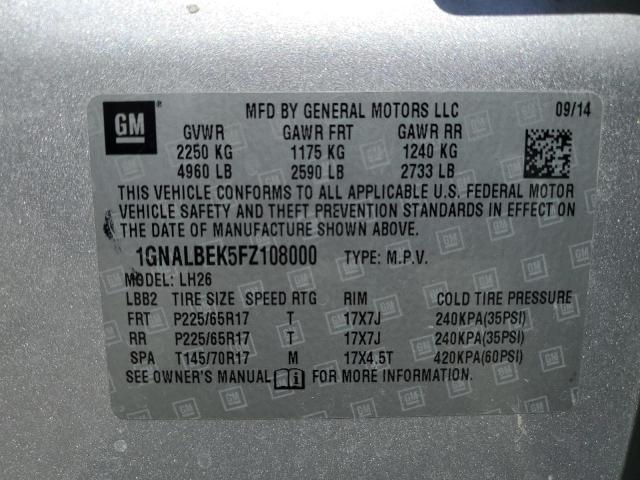 GM
MFD BY GENERAL MOTORS LLC 09/14
GVWR GAWR FRT GAWR RR
2250 KG 1175 KG 1240 KG
4960 LB 2590 LB 2733 LB
THIS VEHICLE CONFORMS TO ALL APPLICABLE U.S. FEDERAL MOTOR
VEHICLE SAFETY AND THEFT PREVENTION STANDARDS IN EFFECT ON
THE DATE OF MANUFACTURE SHOWN ABOVE.
1GNALBEK5FZ108000 TYPE: M.P.V.
MODEL: LH26
LBB2 TIRE SIZE SPEED RTG RIM COLD TIRE PRESSURE
FRT P225/65R17 T 17X7J 240KPA(35PSI)
RR P225/65R17 T 17X7J 240KPA(35PSI)
SPA T145/70R17 M 17X4.5T 420KPA(60PSI)
SEE OWNER'S MANUAL FOR MORE INFORMATION.